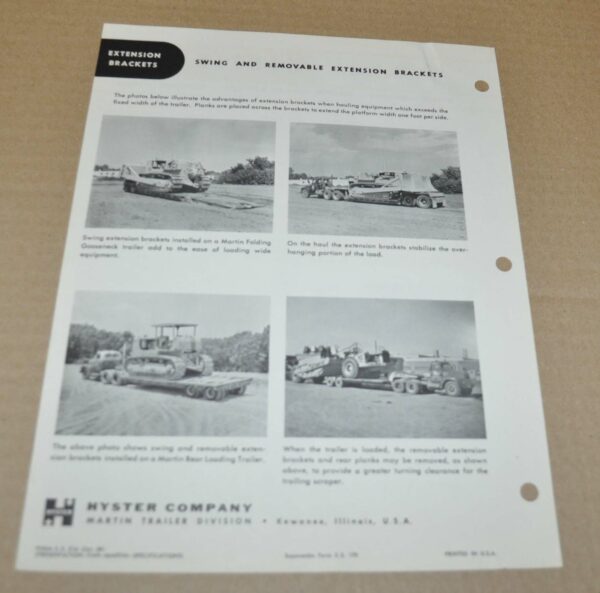 EXTENSION
BRACKETS
SWING AND REMOVABLE EXTENSION BRACKETS
The photos below illustrate the advantages of extension brackets when hauling equipment which exceeds the
fixed width of the trailer. Planks are placed across the brackets to extend the platform width one foot per side.
Swing extension brackets installed on a Martin Folding
Gooseneck trailer add to the ease of loading wide
equipment.
On the haul the extension brackets stabilize the over-
hanging portion of the load.
The above photo shows swing and removable exten-
sion brackets installed on a Martin Rear Loading Trailer.
When the trailer is loaded, the removable extension
brackets and rear planks may be removed, as shown
above, to provide a greater turning clearance for the
trailing scraper.
HYSTER COMPANY
MARTIN TRAILER DIVISION • Kewanee, Illinois, U.S.A.
PRINTED IN U.S.A.